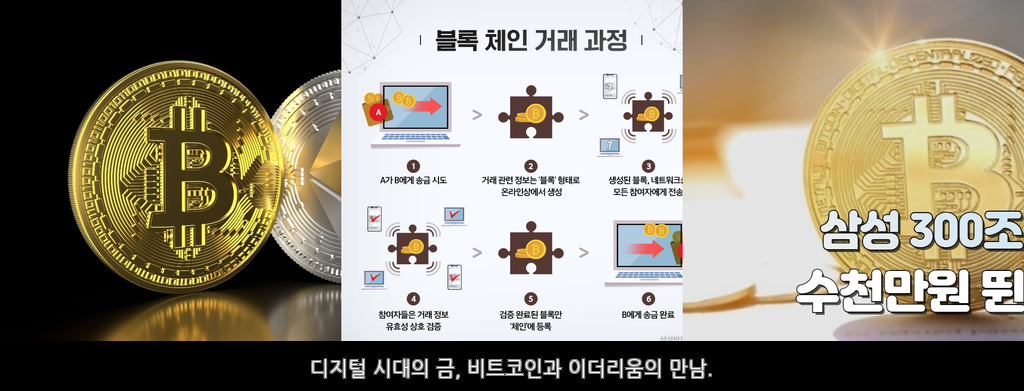 블록 체인 거래 과정
A
1
2
3
A가 B에게 송금 시도
거래 관련 정보는 '블록' 형태로
온라인상에서 생성
생성된 블록, 네트워크상
모든 참여자에게 전송
4
5
6
참여자들은 거래 정보
유효성 상호 검증
검증 완료된 블록만
'체인'에 등록
B에게 송금 완료
삼성 300조
수천만원 뛴
디지털 시대의 금, 비트코인과 이더리움의 만남.